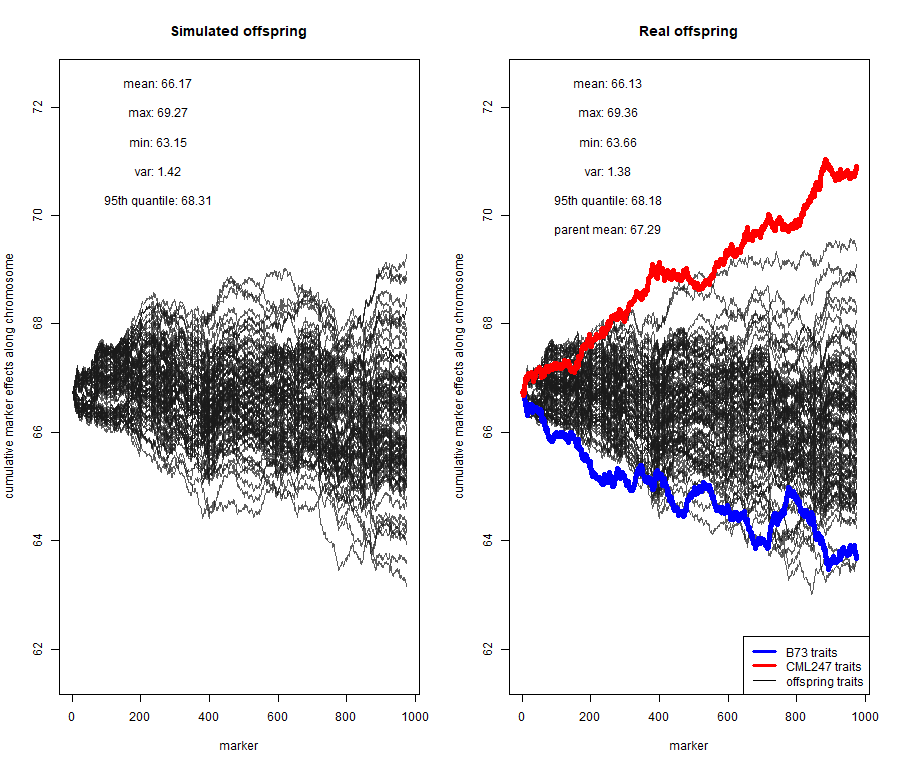 Simulated offspring
mean: 66.17
max: 69.27
min: 63.15
var: 1.42
95th quantile: 68.31
cumulative marker effects along chromosome
72
70
68
66
64
62
0 200 400 600 800 1000
marker
Real offspring
mean: 66.13
max: 69.36
min: 63.66
var: 1.38
95th quantile: 68.18
parent mean: 67.29
cumulative marker effects along chromosome
72
70
68
66
64
62
B73 traits
CML247 traits
offspring traits
0 200 400 600 800 1000
marker